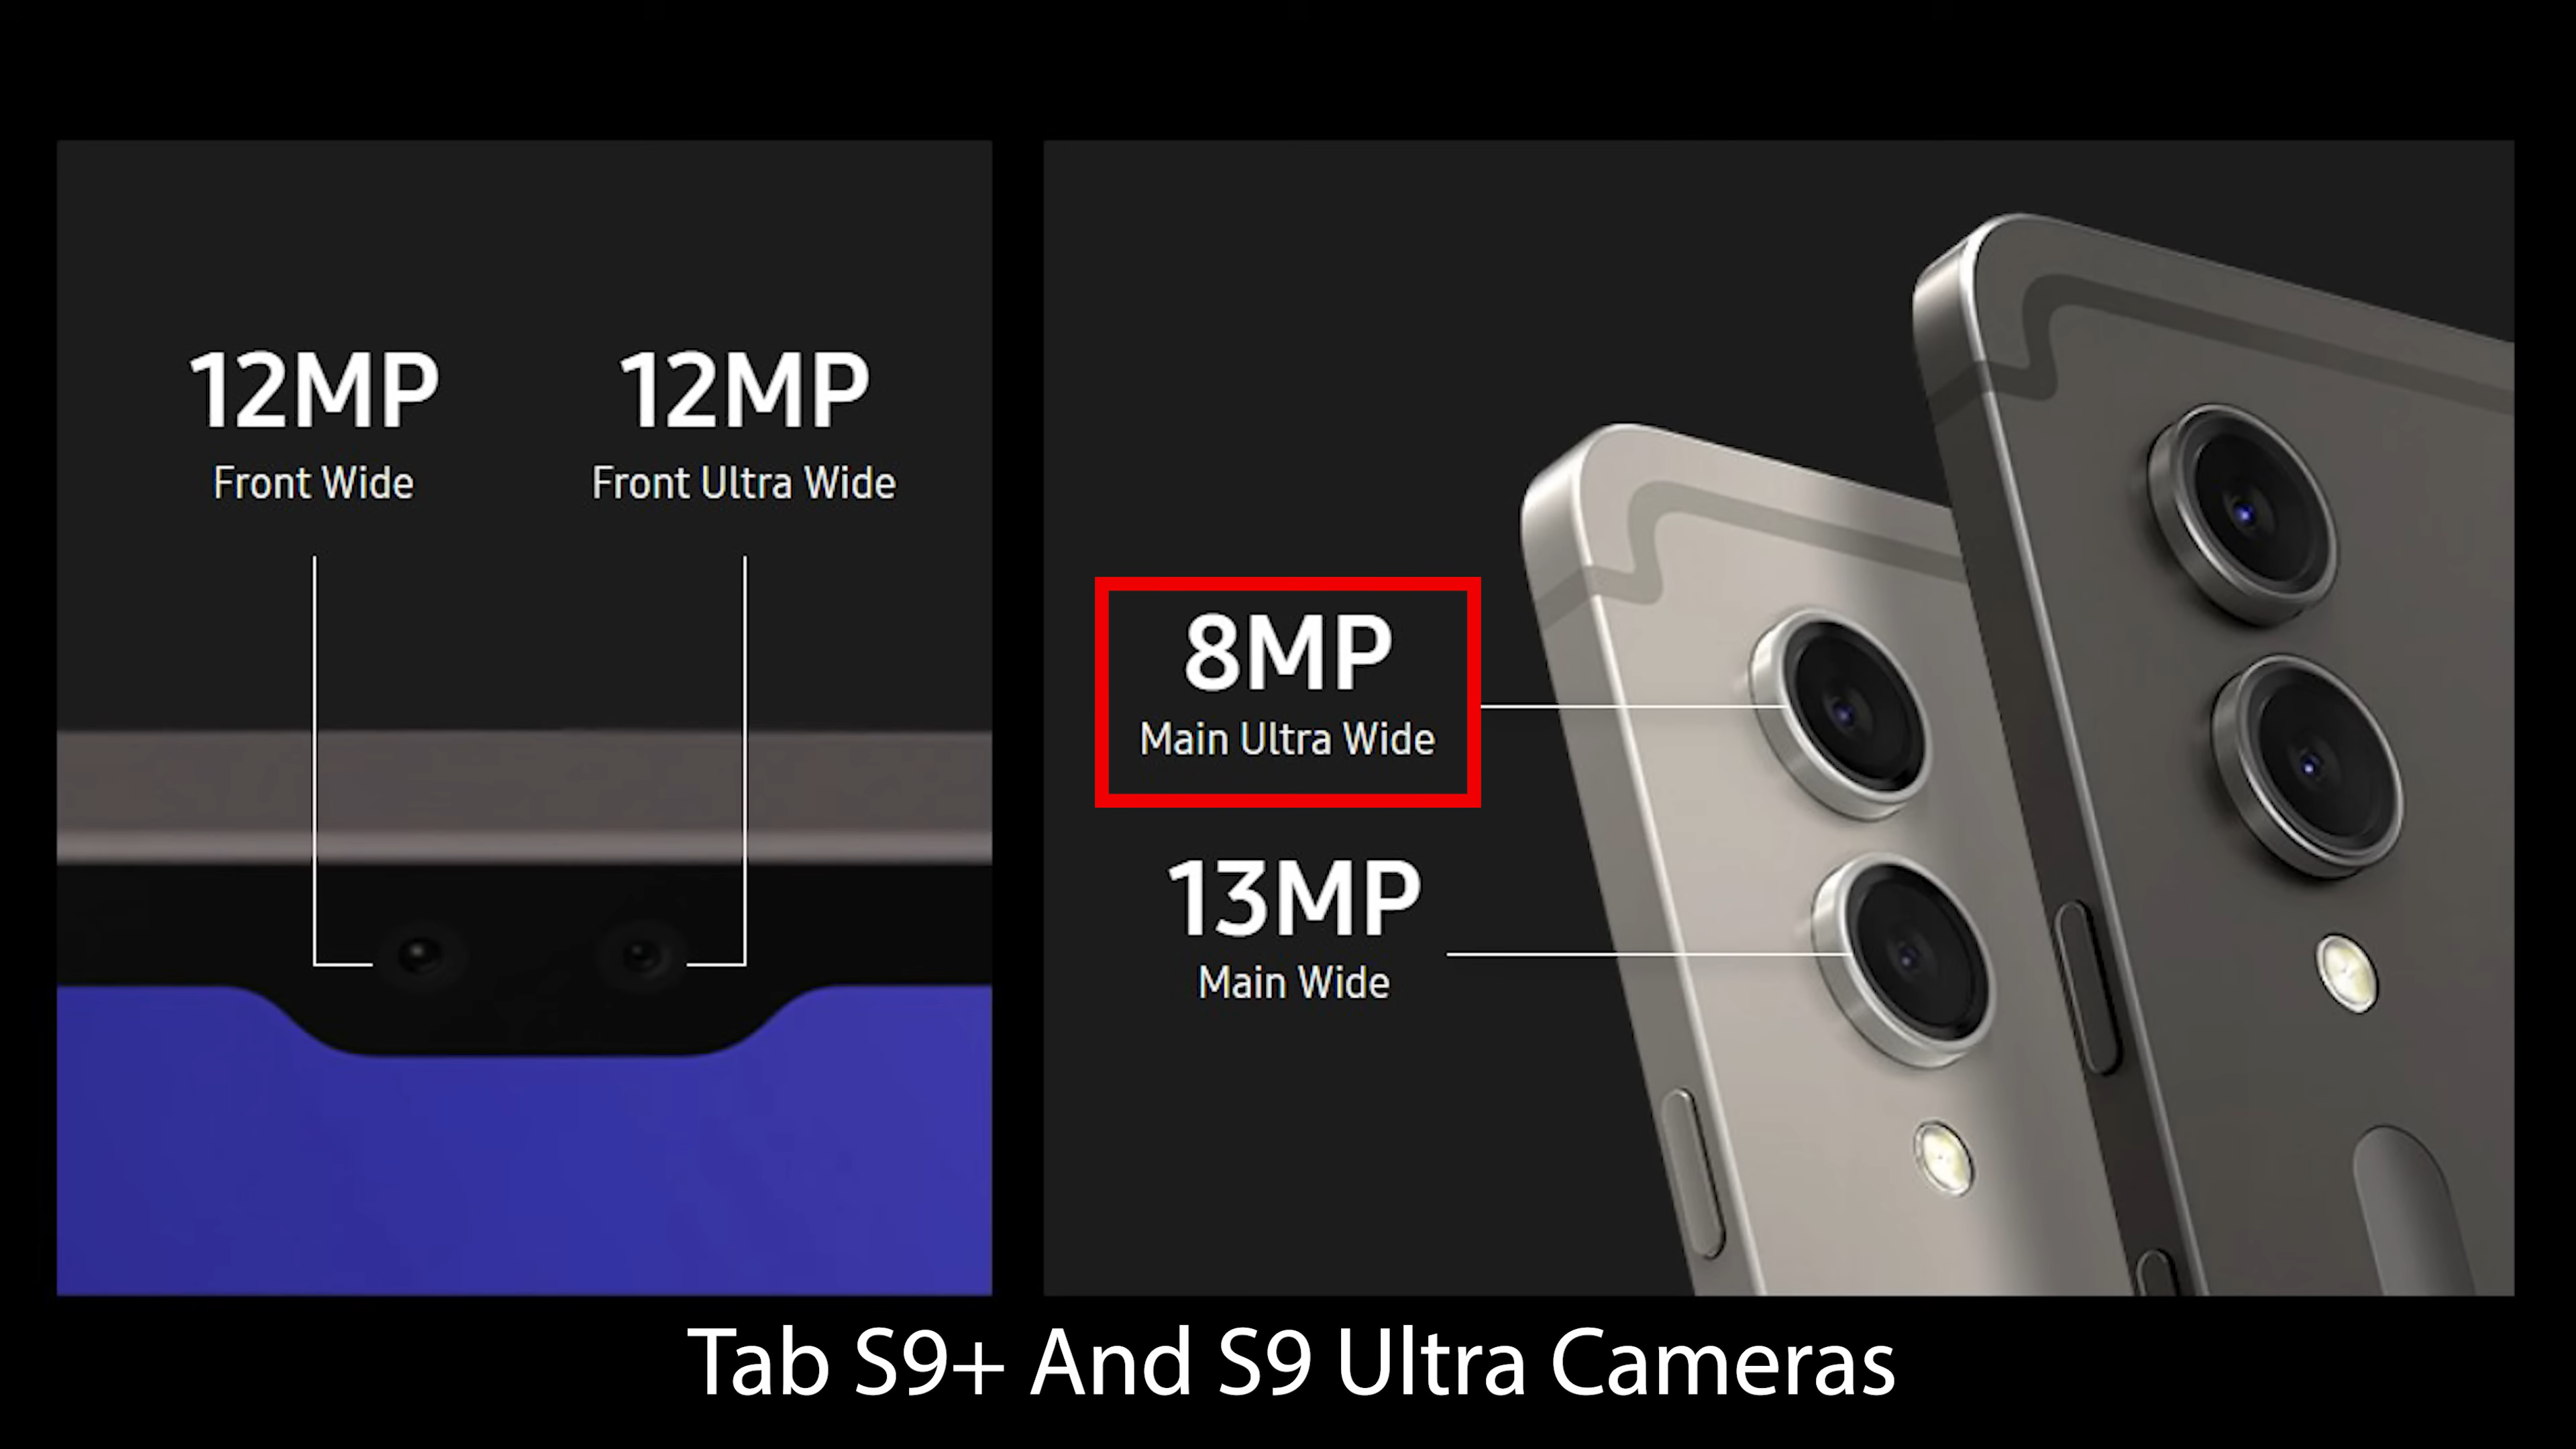 12MP
Front Wide
12MP
Front Ultra Wide
8MP
Main Ultra Wide
13MP
Main Wide
Tab S9+ And S9 Ultra Cameras